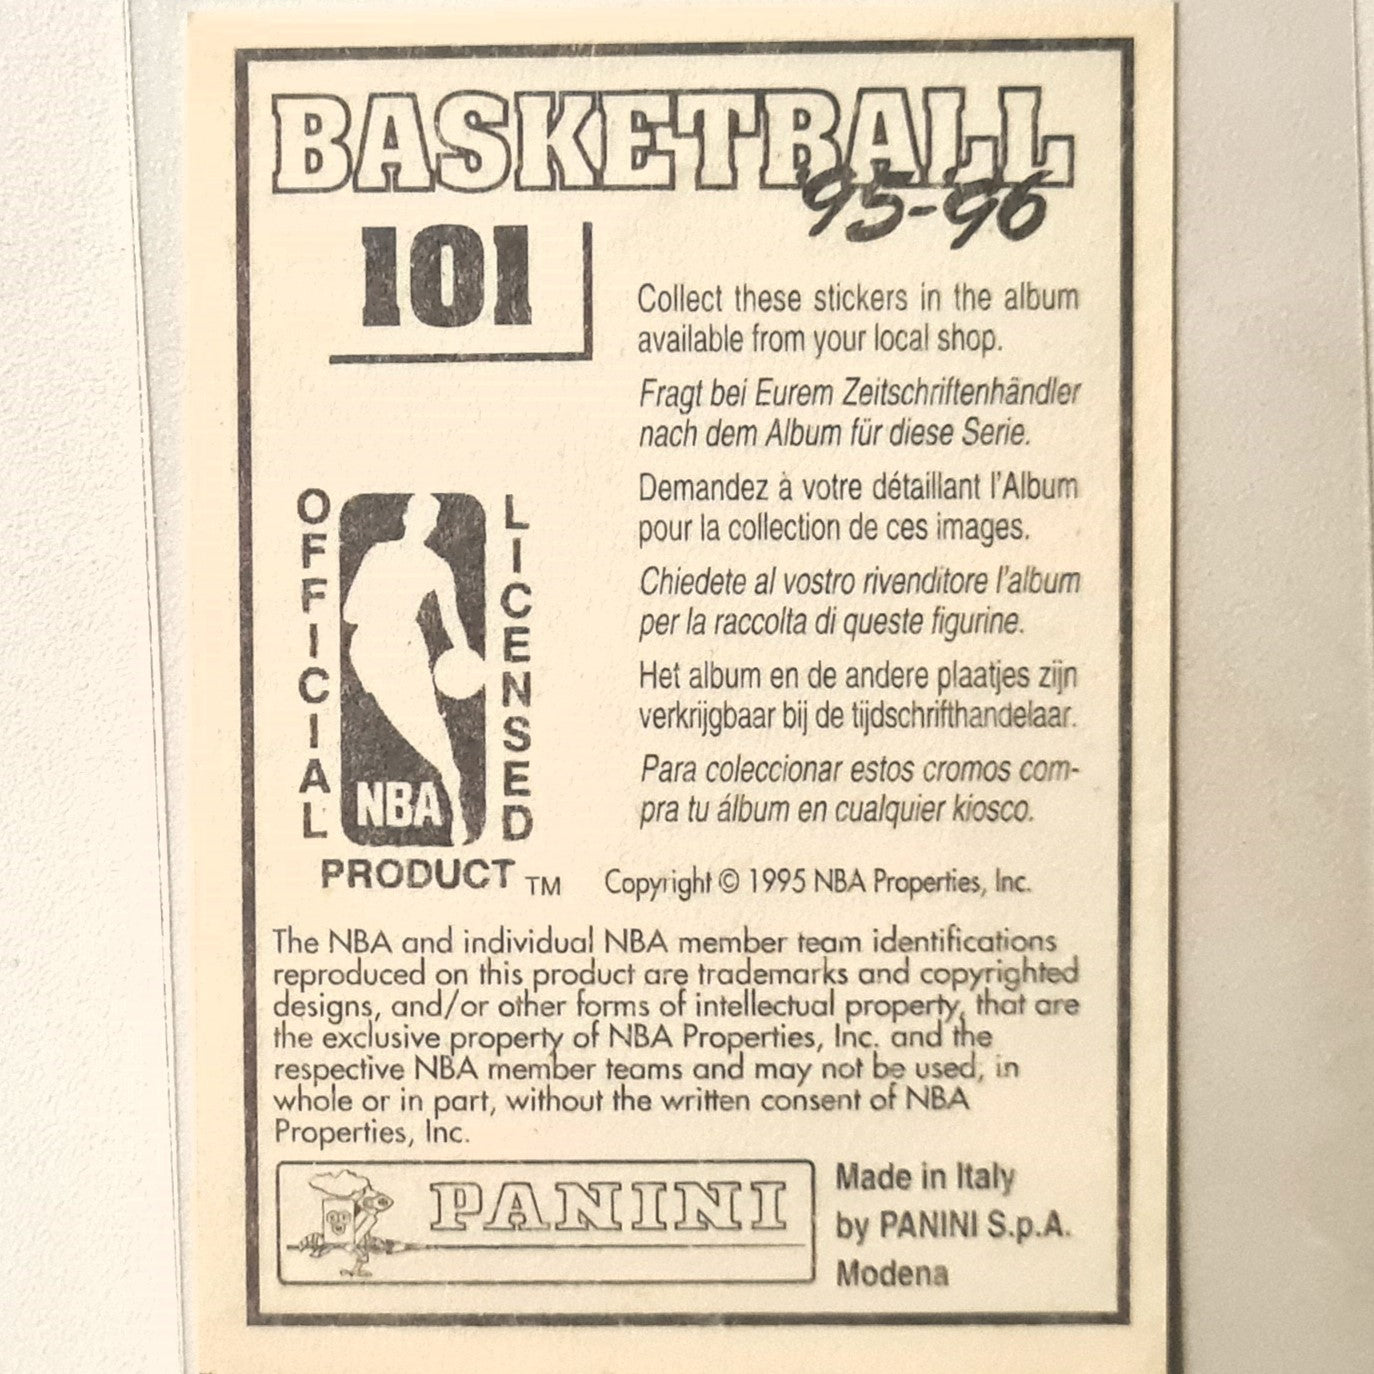 BASKETBALL
95-96
101
Collect these stickers in the album
available from your local shop.
Fragt bei Eurem Zeitschriftenhändler
nach dem Album für diese Serie.
Demandez à votre détaillant l'Album
pour la collection de ces images.
Chiedete al vostro rivenditore l'album
per la raccolta di queste figurine.
Het album en de andere plaatjes zijn
verkrijgbaar bij de tijdschrifthandelaar.
Para coleccionar estos cromos com-
pra tu álbum en cualquier kiosco.
OFFICIAL
NBA
LICENSED
PRODUCT TM
Copyright © 1995 NBA Properties, Inc.
The NBA and individual NBA member team identifications
reproduced on this product are trademarks and copyrighted
designs, and/or other forms of intellectual property, that are
the exclusive property of NBA Properties, Inc. and the
respective NBA member teams and may not be used, in
whole or in part, without the written consent of NBA
Properties, Inc.
PANINI
Made in Italy
by PANINI S.p.A.
Modena